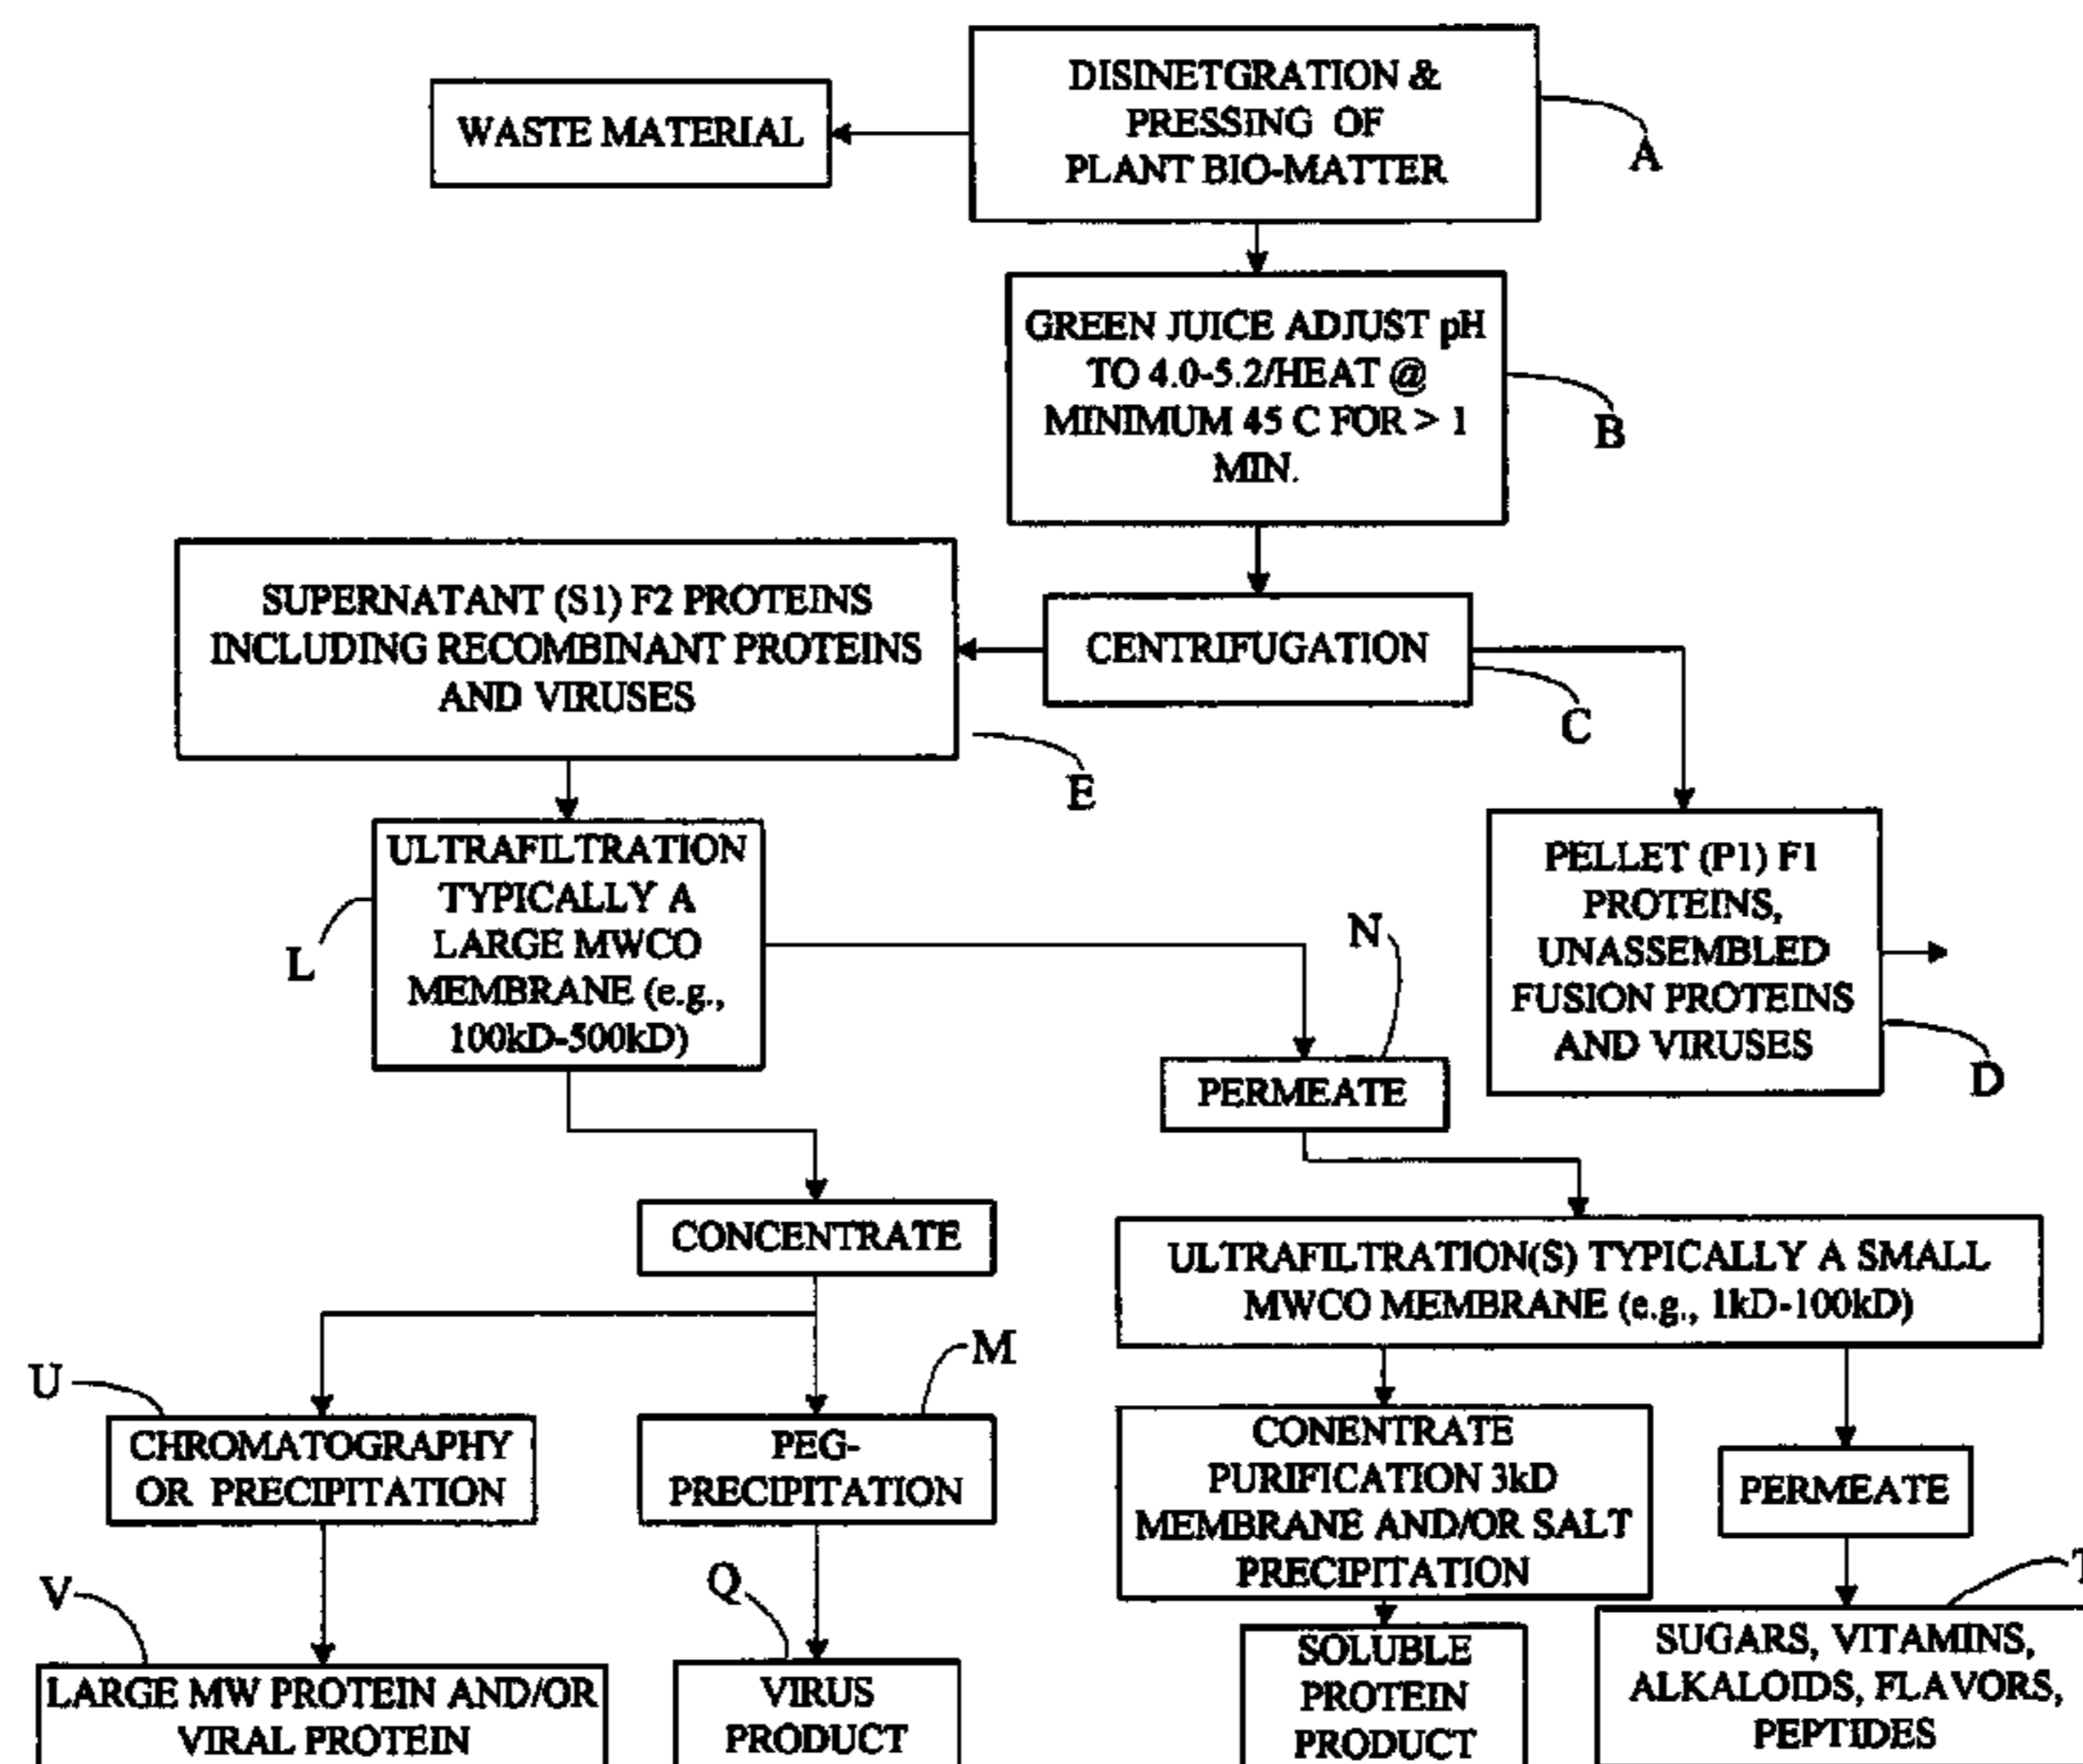 DISINETGRATION &
PRESSING OF
PLANT BIO-MATTER
WASTE MATERIAL
A
GREEN JUICE ADJUST pH
TO 4.0-5.2/HEAT @
MINIMUM 45 C FOR > 1
MIN.
B
SUPERNATANT (S1) F2 PROTEINS
INCLUDING RECOMBINANT PROTEINS
AND VIRUSES
E
CENTRIFUGATION
C
ULTRAFILTRATION
TYPICALLY A
LARGE MWCO
MEMBRANE (e.g.,
100kD-500kD)
L
PELLET (P1) F1
PROTEINS,
UNASSEMBLED
FUSION PROTEINS
AND VIRUSES
D
N
PERMEATE
CONCENTRATE
ULTRAFILTRATION(S) TYPICALLY A SMALL
MWCO MEMBRANE (e.g., 1kD-100kD)
U
CHROMATOGRAPHY
OR PRECIPITATION
M
PEG-
PRECIPITATION
CONENTRATE
PURIFICATION 3kD
MEMBRANE AND/OR SALT
PRECIPITATION
PERMEATE
V
LARGE MW PROTEIN AND/OR
VIRAL PROTEIN
Q
VIRUS
PRODUCT
SOLUBLE
PROTEIN
PRODUCT
T
SUGARS, VITAMINS,
ALKALOIDS, FLAVORS,
PEPTIDES